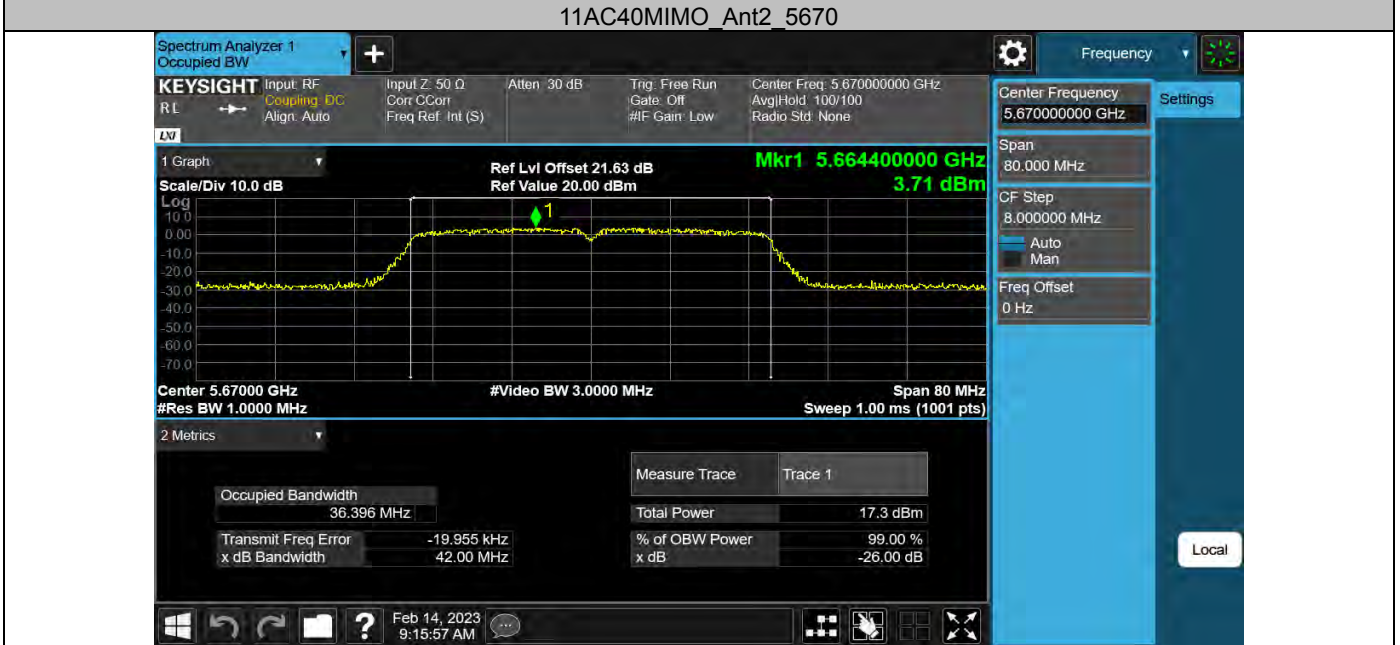 11AC40MIMO_Ant2_5670
Spectrum Analyzer 1
Occupied BW
+
Frequency
KEYSIGHT
RL
LXI
Input: RF
Coupling: DC
Align: Auto
Input Z: 50 Ω
Corr CCorr
Freq Ref: Int (S)
Atten: 30 dB
Trig: Free Run
Gate: Off
#IF Gain: Low
Center Freq: 5.670000000 GHz
Avg|Hold: 100/100
Radio Std: None
Center Frequency
5.670000000 GHz
Settings
Span
80.000 MHz
CF Step
8.000000 MHz
Auto
Man
Freq Offset
0 Hz
1 Graph
Ref Lvl Offset 21.63 dB
Mkr1 5.664400000 GHz
Scale/Div 10.0 dB
Ref Value 20.00 dBm
3.71 dBm
Log
1
10.0
0.00
-10.0
-20.0
-30.0
-40.0
-50.0
-60.0
-70.0
Center 5.67000 GHz
#Video BW 3.0000 MHz
Span 80 MHz
#Res BW 1.0000 MHz
Sweep 1.00 ms (1001 pts)
2 Metrics
Measure Trace
Trace 1
Occupied Bandwidth
36.396 MHz
Total Power
17.3 dBm
Transmit Freq Error
-19.955 kHz
% of OBW Power
99.00 %
x dB Bandwidth
42.00 MHz
x dB
-26.00 dB
Local
?
Feb 14, 2023
9:15:57 AM